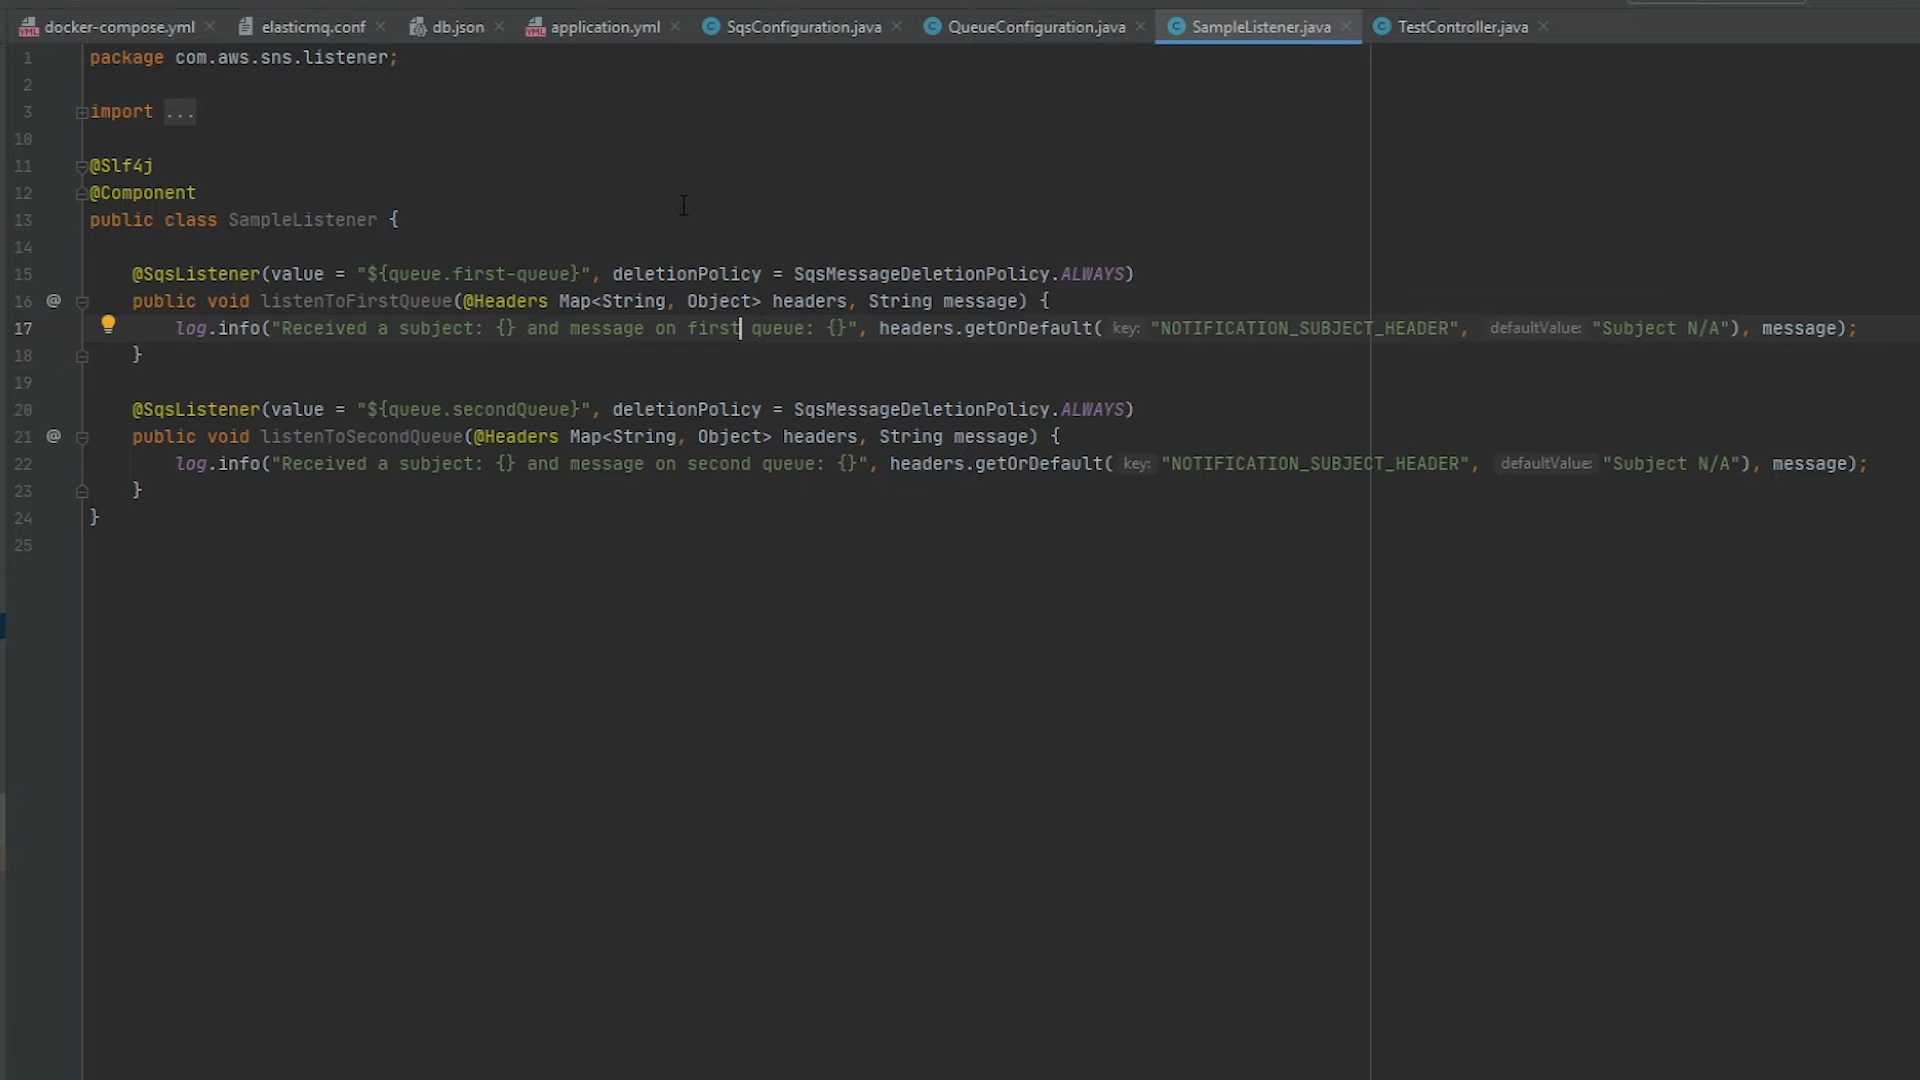 docker-compose.yml elasticmq.conf db.json application.yml SqsConfiguration.java QueueConfiguration.java SampleListener.java TestController.java
1 package com.aws.sns.listener;
2
3 import ...
10
11 @Slf4j
12 @Component
13 public class SampleListener {
14
15 @SqsListener(value = "${queue.first-queue}", deletionPolicy = SqsMessageDeletionPolicy.ALWAYS)
16 @ public void listenToFirstQueue(@Headers Map<String, Object> headers, String message) {
17 log.info("Received a subject: {} and message on first queue: {}", headers.getOrDefault( key: "NOTIFICATION_SUBJECT_HEADER", defaultValue: "Subject N/A"), message);
18 }
19
20 @SqsListener(value = "${queue.secondQueue}", deletionPolicy = SqsMessageDeletionPolicy.ALWAYS)
21 @ public void listenToSecondQueue(@Headers Map<String, Object> headers, String message) {
22 log.info("Received a subject: {} and message on second queue: {}", headers.getOrDefault( key: "NOTIFICATION_SUBJECT_HEADER", defaultValue: "Subject N/A"), message);
23 }
24 }
25